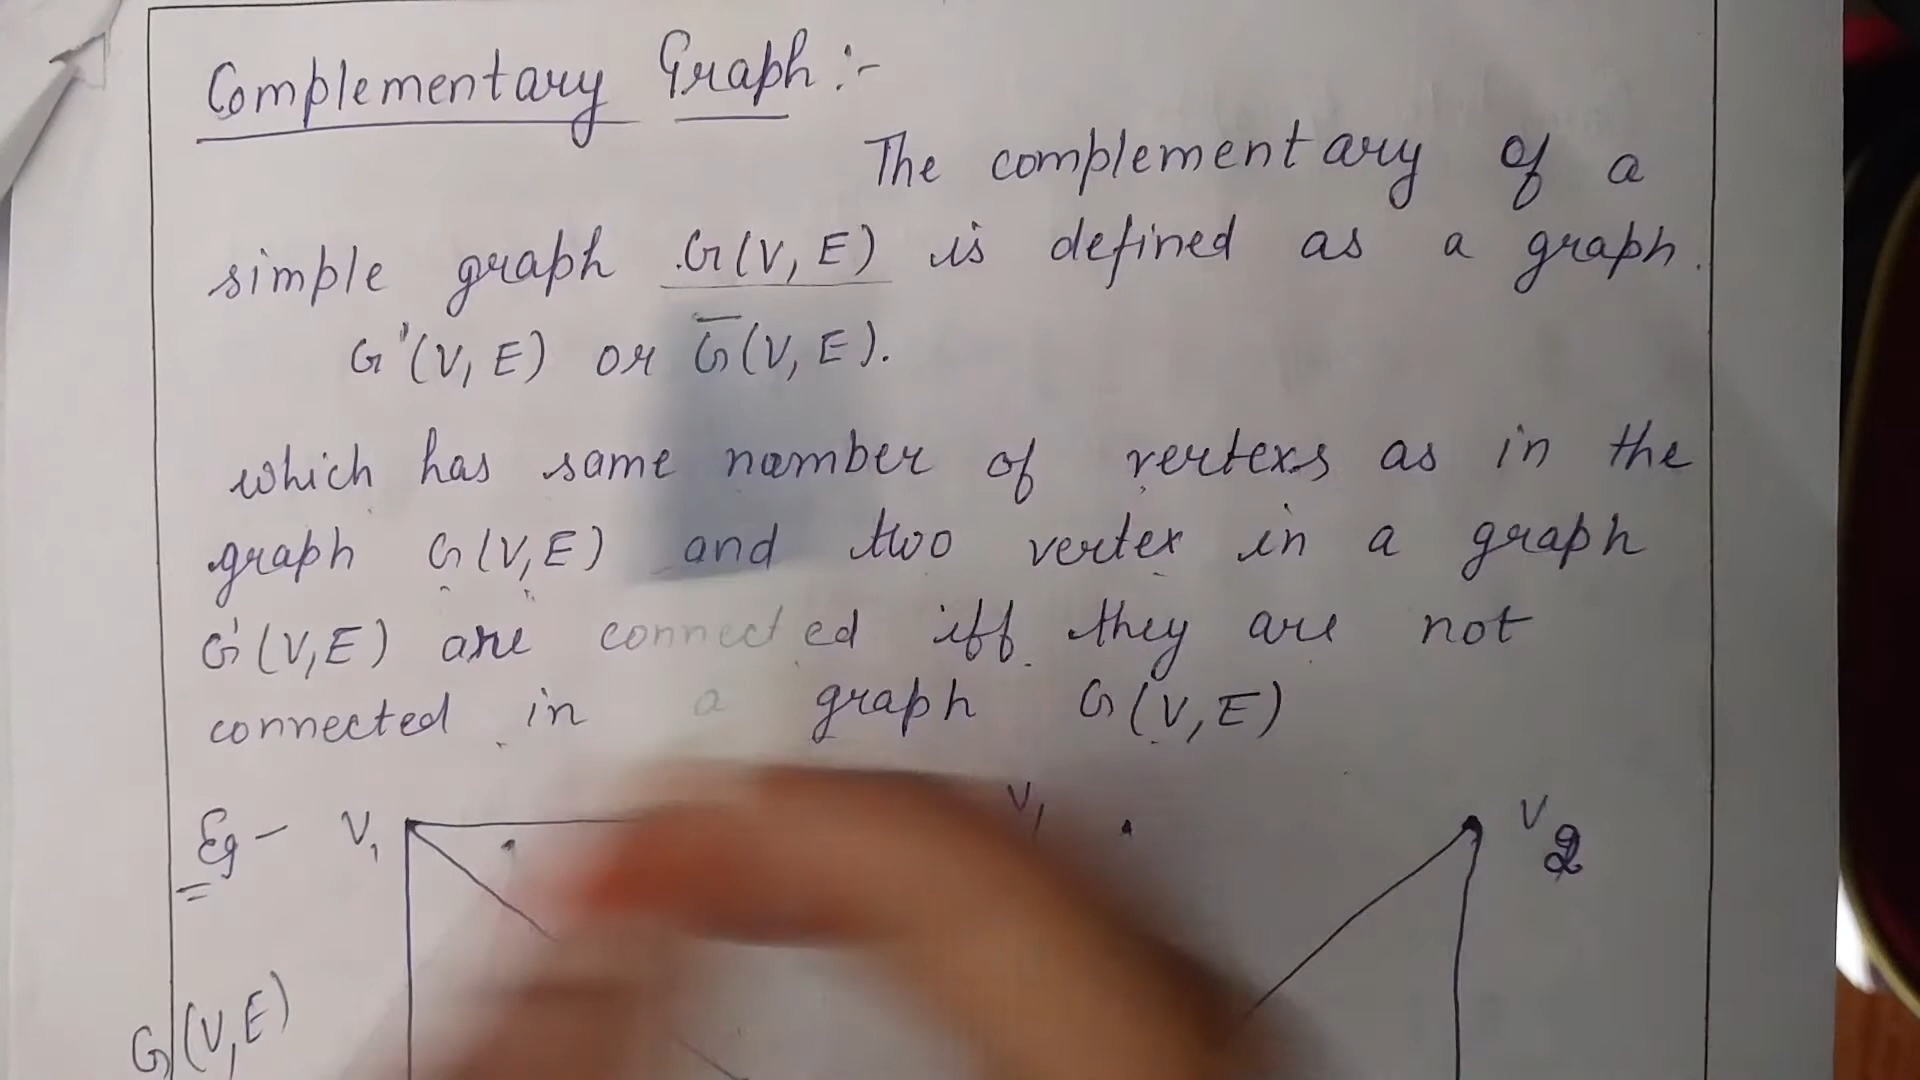 Complementary Graph :-
The complementary of a
simple graph G(V, E) is defined as a graph.
G'(V, E) or G̅(V, E).
which has same number of vertexs as in the
graph G(V,E) and two vertex in a graph
G'(V,E) are connected iff they are not
connected in a graph G(V,E)
Eg - V₁ V₁ V₂
G(V,E)